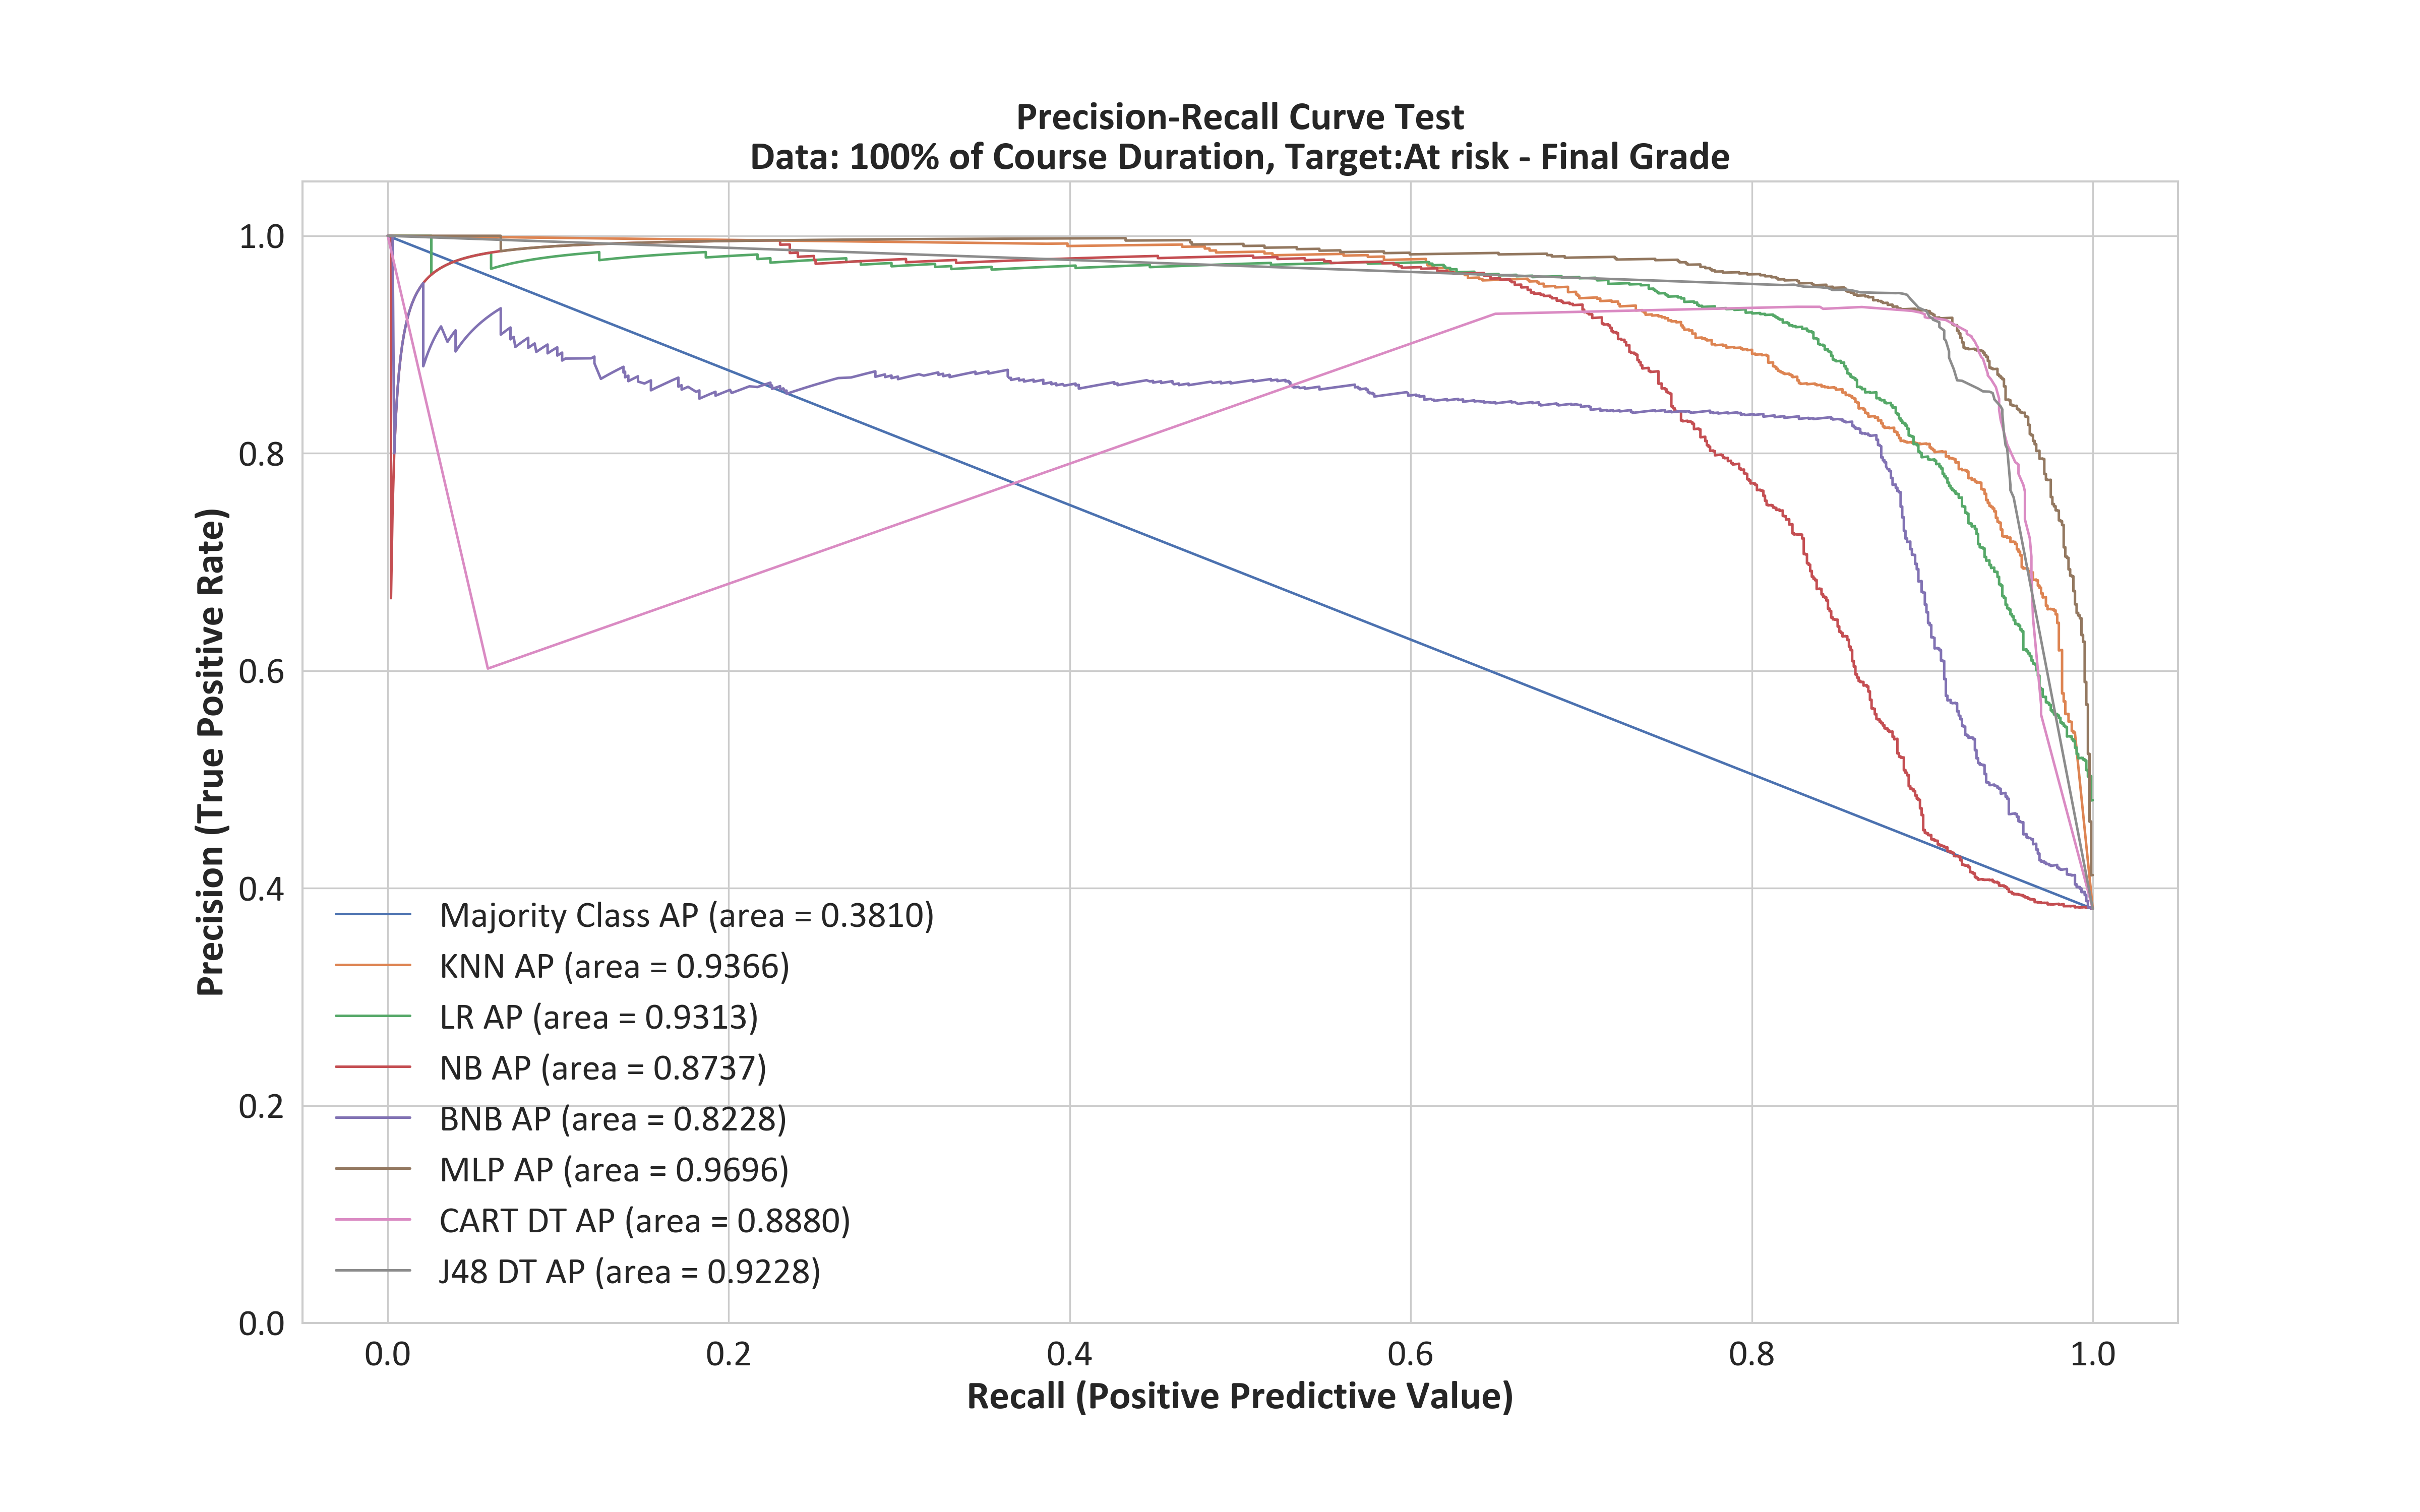 Precision-Recall Curve Test
Data: 100% of Course Duration, Target:At risk - Final Grade
Precision (True Positive Rate)
1.0
0.8
0.6
0.4
0.2
0.0
Majority Class AP (area = 0.3810)
KNN AP (area = 0.9366)
LR AP (area = 0.9313)
NB AP (area = 0.8737)
BNB AP (area = 0.8228)
MLP AP (area = 0.9696)
CART DT AP (area = 0.8880)
J48 DT AP (area = 0.9228)
0.0 0.2 0.4 0.6 0.8 1.0
Recall (Positive Predictive Value)